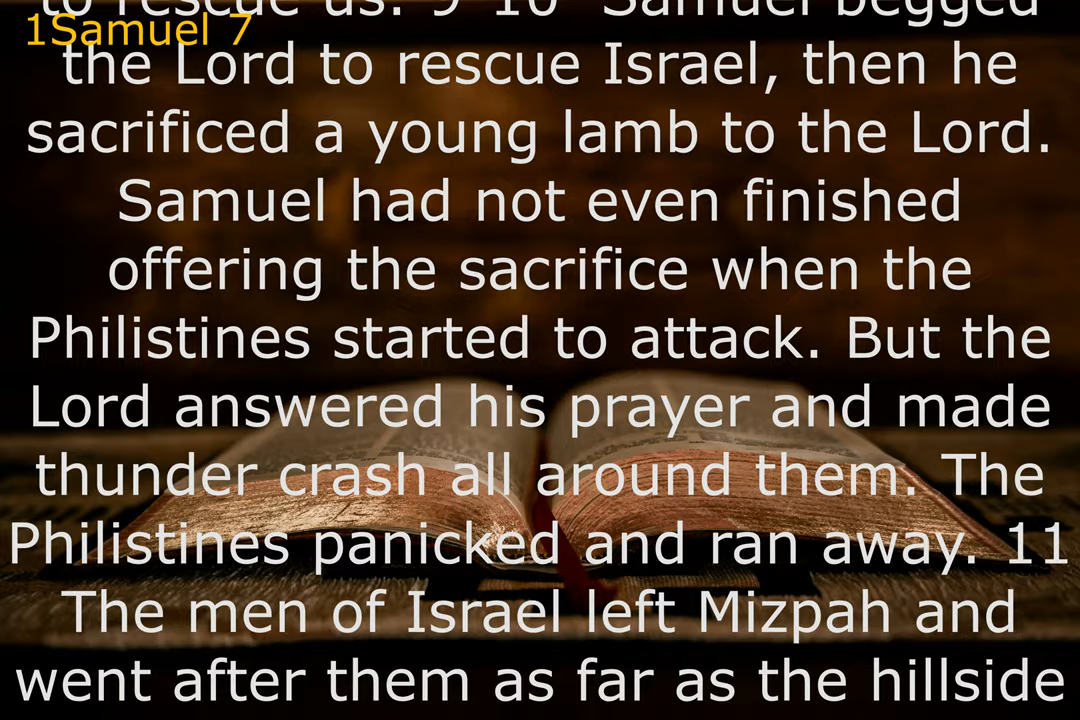 to rescue us." 9-10 Samuel begged
1Samuel 7
the Lord to rescue Israel, then he
sacrificed a young lamb to the Lord.
Samuel had not even finished
offering the sacrifice when the
Philistines started to attack. But the
Lord answered his prayer and made
thunder crash all around them. The
Philistines panicked and ran away. 11
The men of Israel left Mizpah and
went after them as far as the hillside